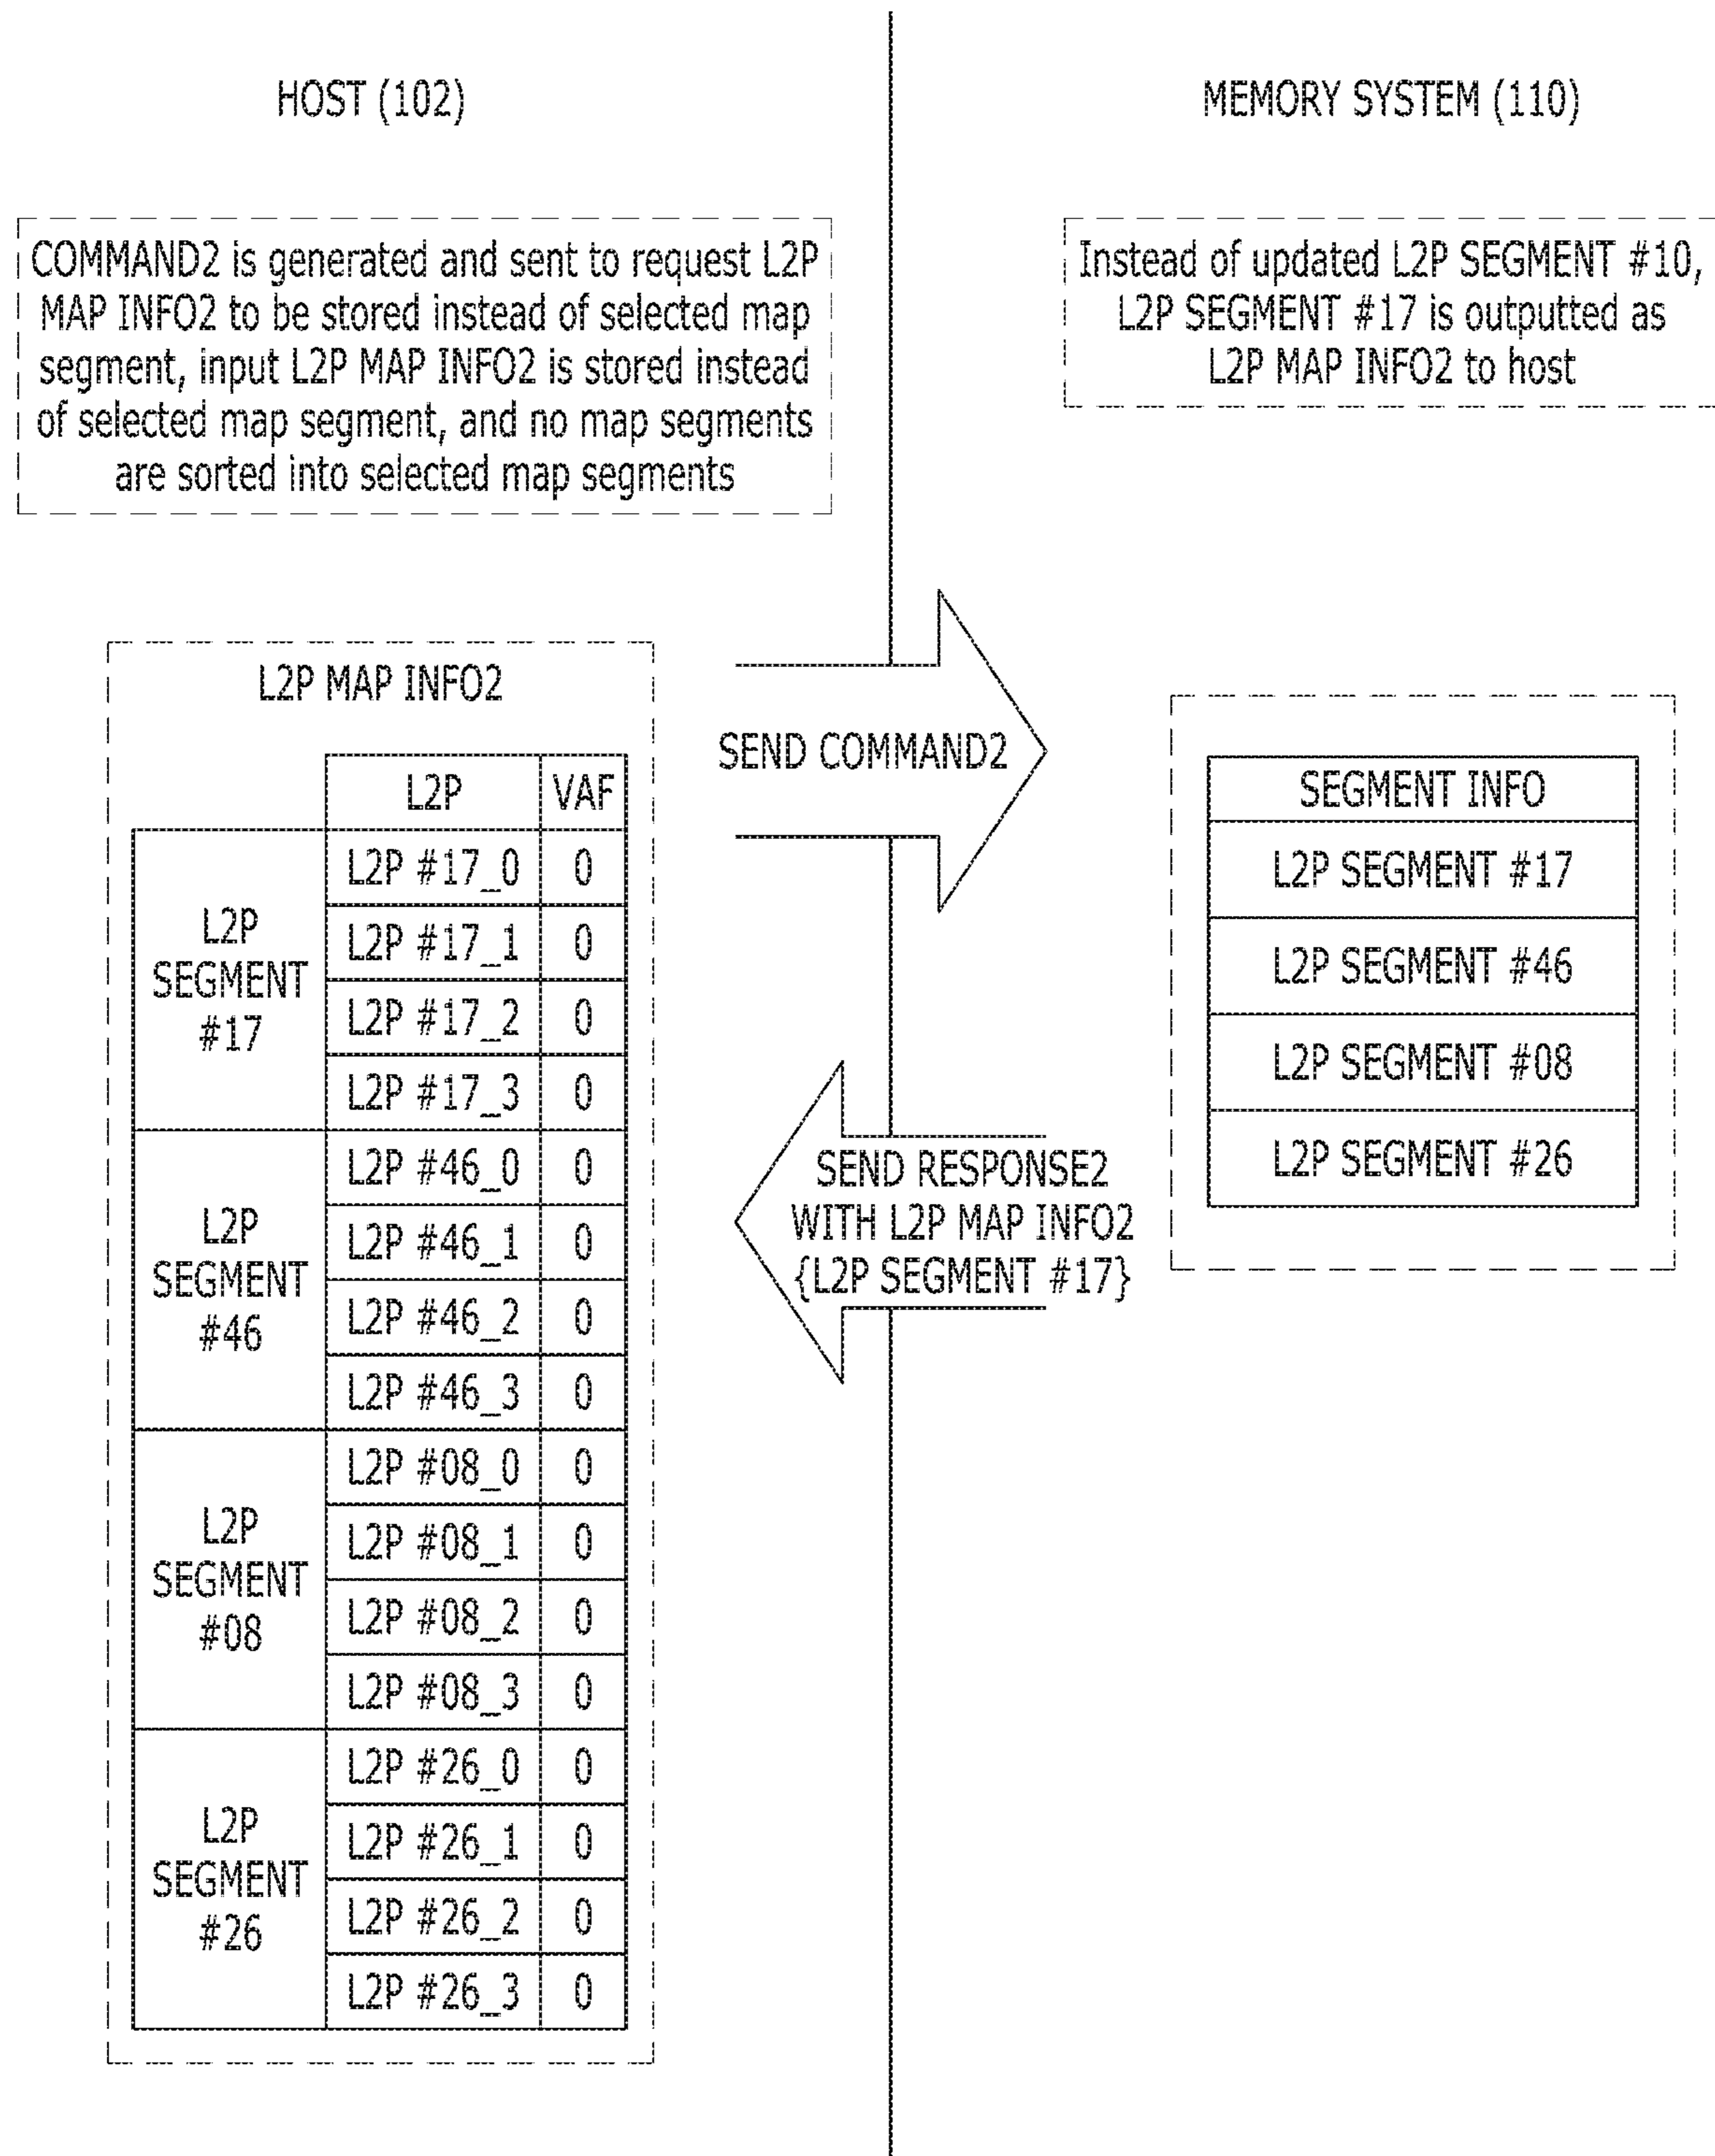 HOST (102)
MEMORY SYSTEM (110)
COMMAND2 is generated and sent to request L2P
MAP INFO2 to be stored instead of selected map
segment, input L2P MAP INFO2 is stored instead
of selected map segment, and no map segments
are sorted into selected map segments
Instead of updated L2P SEGMENT #10,
L2P SEGMENT #17 is outputted as
L2P MAP INFO2 to host
L2P MAP INFO2
L2P VAF
L2P
SEGMENT
#17
L2P #17_0 0
L2P #17_1 0
L2P #17_2 0
L2P #17_3 0
L2P
SEGMENT
#46
L2P #46_0 0
L2P #46_1 0
L2P #46_2 0
L2P #46_3 0
L2P
SEGMENT
#08
L2P #08_0 0
L2P #08_1 0
L2P #08_2 0
L2P #08_3 0
L2P
SEGMENT
#26
L2P #26_0 0
L2P #26_1 0
L2P #26_2 0
L2P #26_3 0
SEND COMMAND2
SEND RESPONSE2
WITH L2P MAP INFO2
{L2P SEGMENT #17}
SEGMENT INFO
L2P SEGMENT #17
L2P SEGMENT #46
L2P SEGMENT #08
L2P SEGMENT #26